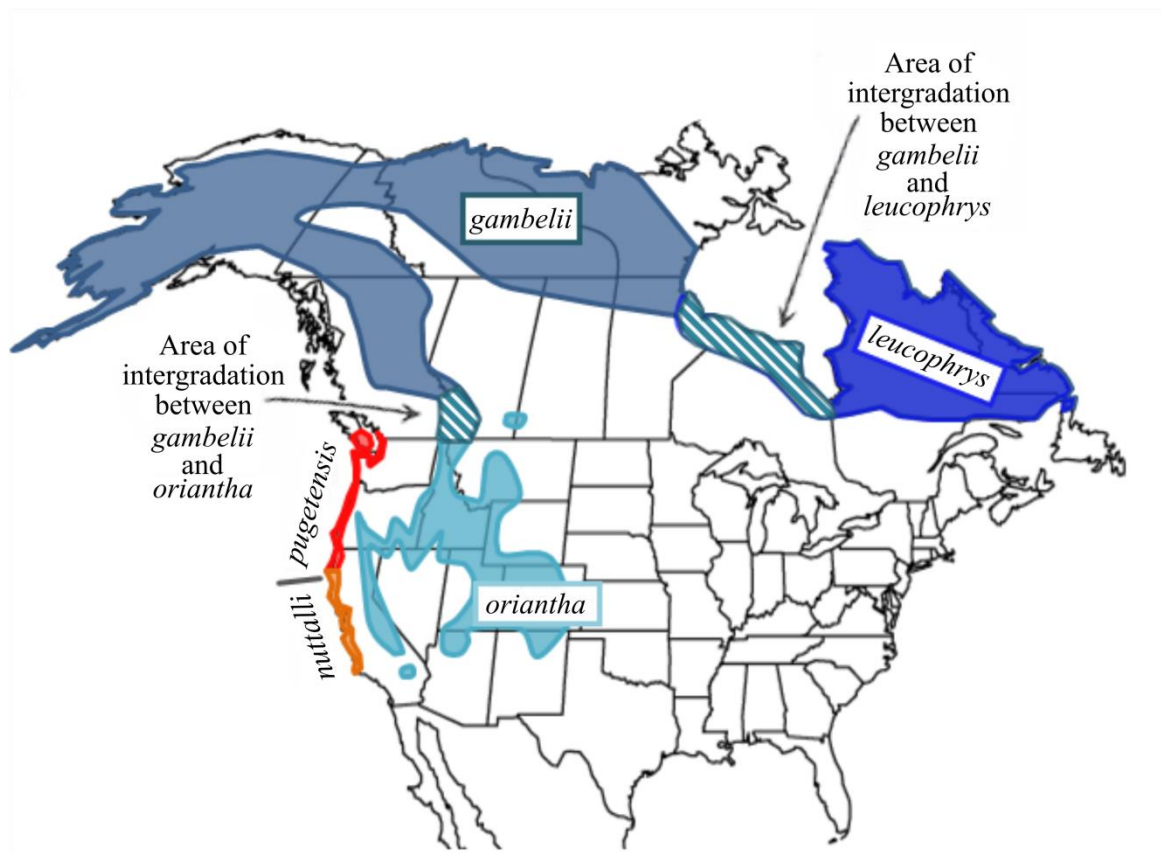 Area of
intergradation
between
gambelii
and
leucophrys
gambelii
leucophrys
Area of
intergradation
between
gambelii
and
oriantha
pugetensis
oriantha
nuttalli